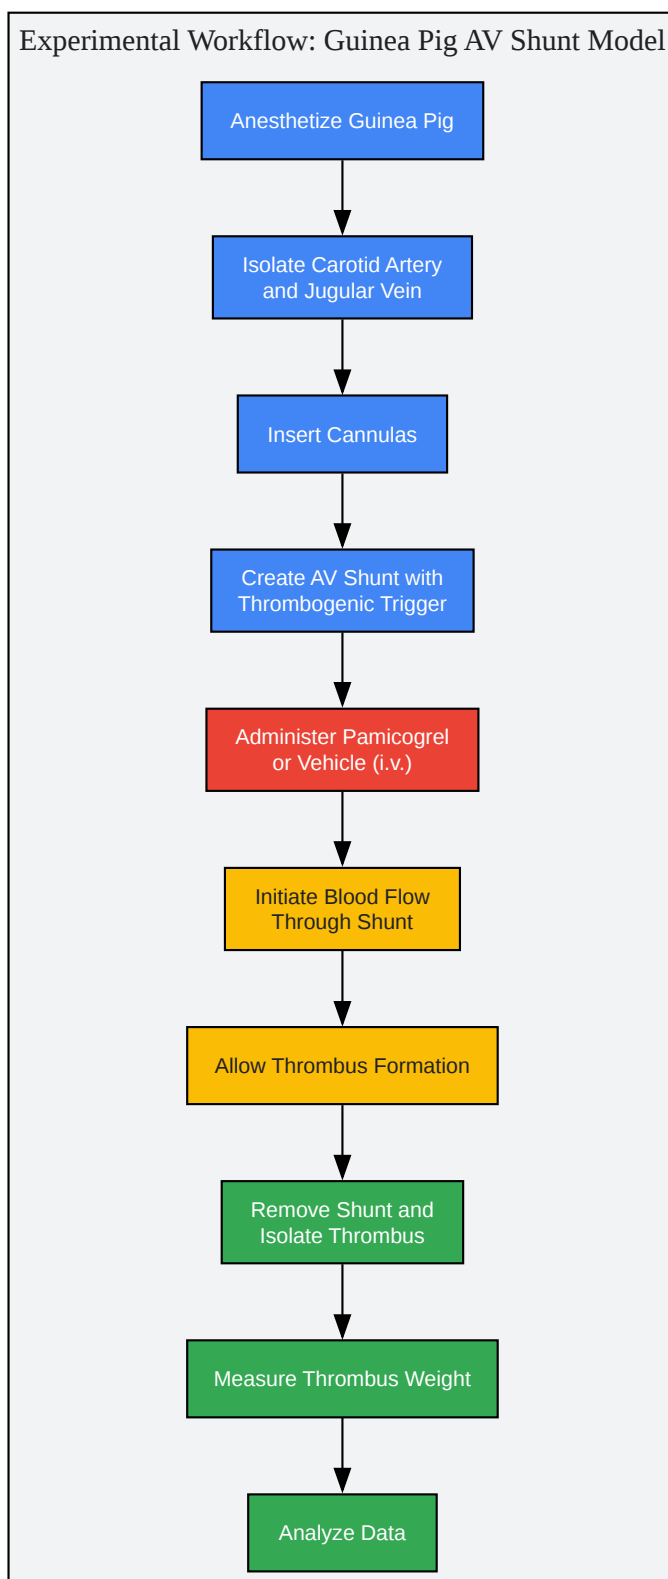 Experimental Workflow: Guinea Pig AV Shunt Model
Anesthetize Guinea Pig
Isolate Carotid Artery
and Jugular Vein
Insert Cannulas
Create AV Shunt with
Thrombogenic Trigger
Administer Pamicogrel
or Vehicle (i.v.)
Initiate Blood Flow
Through Shunt
Allow Thrombus Formation
Remove Shunt and
Isolate Thrombus
Measure Thrombus Weight
Analyze Data